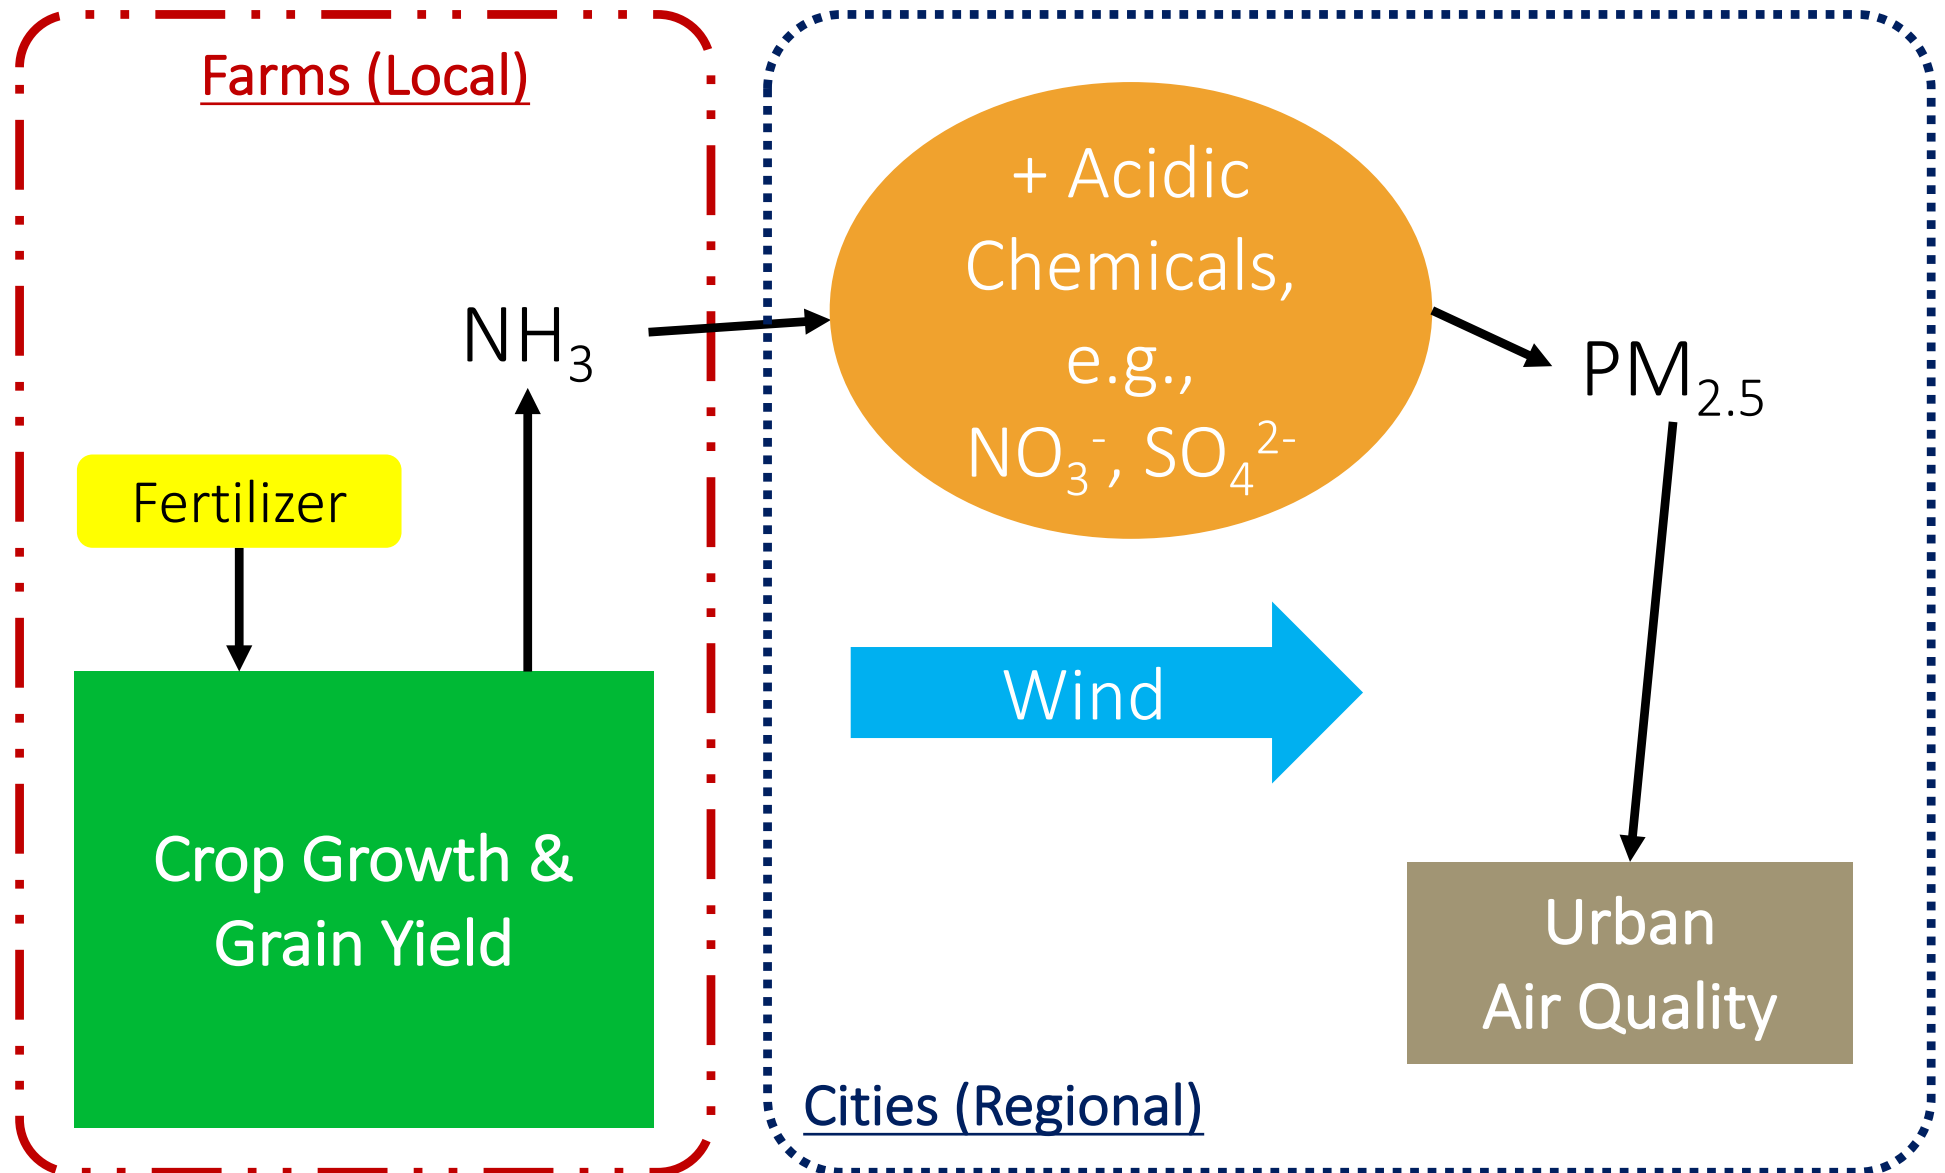 Farms (Local)
NH₃
Fertilizer
Crop Growth &
Grain Yield
+ Acidic
Chemicals,
e.g.,
NO₃⁻, SO₄²⁻
PM₂.₅
Wind
Urban
Air Quality
Cities (Regional)